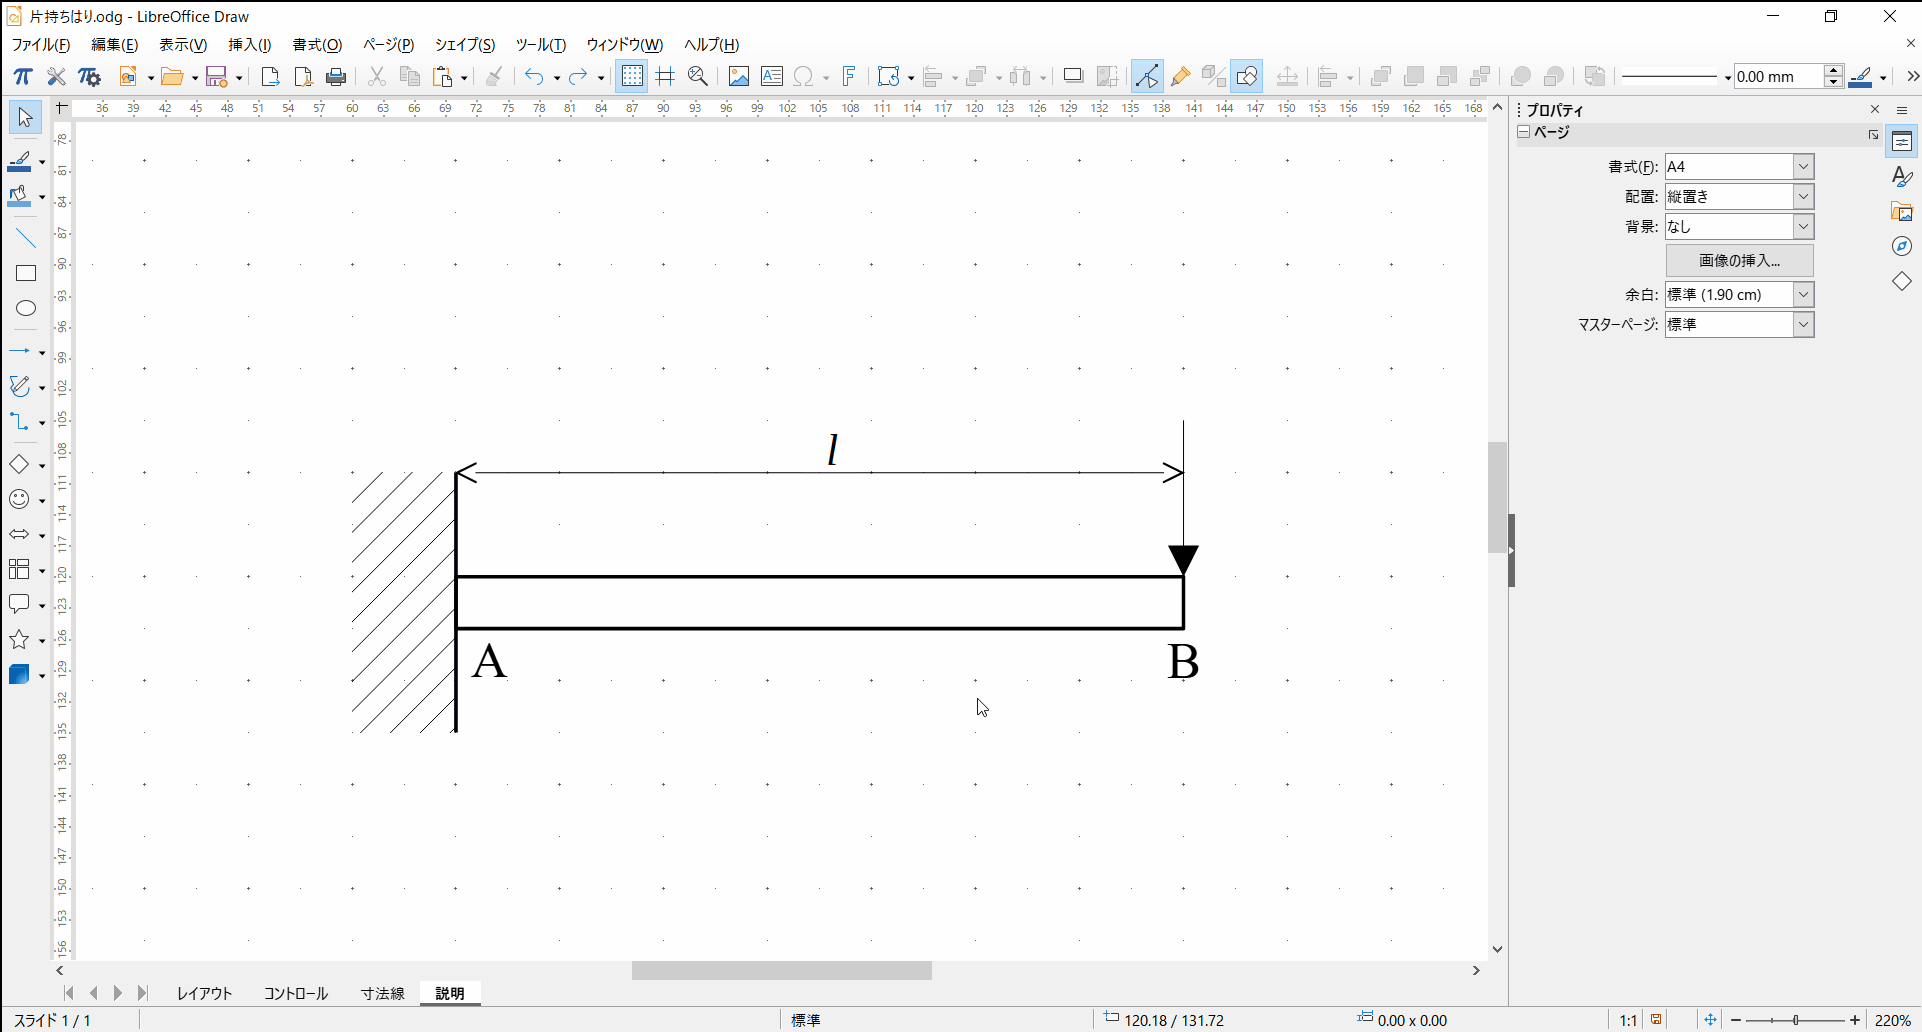 片持ちはり.odg - LibreOffice Draw
ファイル(F) 編集(E) 表示(V) 挿入(I) 書式(O) ページ(P) シェイプ(S) ツール(T) ウィンドウ(W) ヘルプ(H)
0.00 mm
36 39 42 45 48 51 54 57 60 63 66 69 72 75 78 81 84 87 90 93 96 99 102 105 108 111 114 117 120 123 126 129 132 135 138 141 144 147 150 153 156 159 162 165 168
78
81
84
87
90
93
96
99
102
105
108
111
114
117
120
123
126
129
132
135
138
141
144
147
150
153
156
l
A
B
プロパティ
ページ
書式(F): A4
配置: 縦置き
背景: なし
画像の挿入...
余白: 標準 (1.90 cm)
マスターページ: 標準
レイアウト コントロール 寸法線 説明
スライド 1 / 1 標準 120.18 / 131.72 0.00 x 0.00 1:1 220%